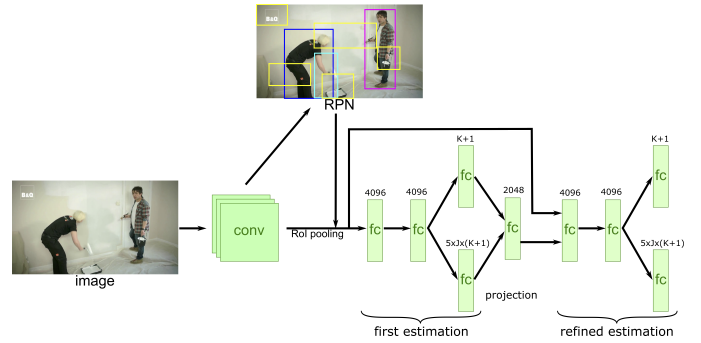 B&Q
RPN
B&Q
image
conv
RoI pooling
4096
fc
4096
fc
K+1
fc
5xJx(K+1)
fc
2048
fc
projection
4096
fc
4096
fc
K+1
fc
5xJx(K+1)
fc
first estimation
refined estimation